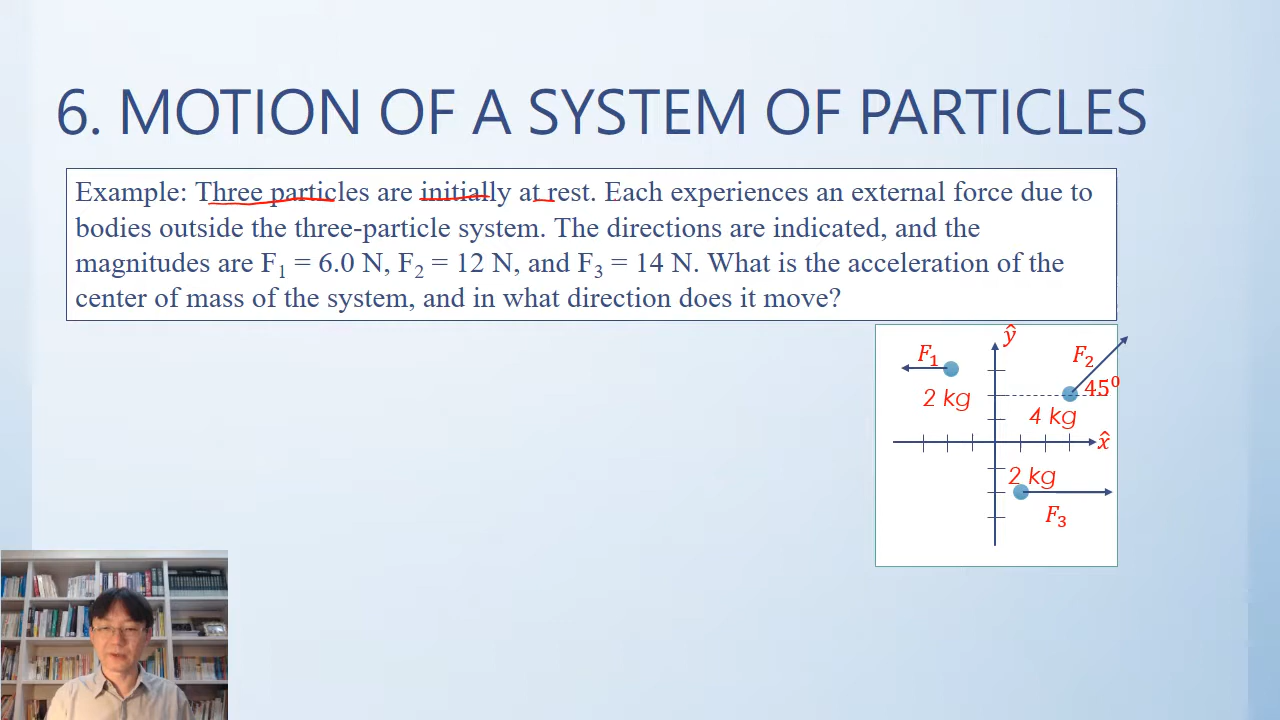 6. MOTION OF A SYSTEM OF PARTICLES
Example: Three particles are initially at rest. Each experiences an external force due to
bodies outside the three-particle system. The directions are indicated, and the
magnitudes are F₁ = 6.0 N, F₂ = 12 N, and F₃ = 14 N. What is the acceleration of the
center of mass of the system, and in what direction does it move?
ŷ
F₁
F₂
45⁰
2 kg
4 kg
x̂
2 kg
F₃